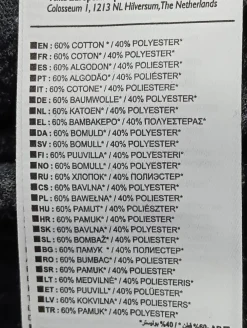 Colosseum 1, 1213 NL Hilversum, The Netherlands
EN : 60% COTTON* / 40% POLYESTER*
FR : 60% COTON* / 40% POLYESTER*
ES : 60% ALGODON* / 40% POLYESTER*
PT : 60% ALGODÃO* / 40% POLIÉSTER*
IT : 60% COTONE* / 40% POLIESTERE*
DE : 60% BAUMWOLLE* / 40% POLYESTER*
NL : 60% KATOEN* / 40% POLYESTER*
EL : 60% ΒΑΜΒΑΚΕΡΟ* / 40% ΠΟΛΥΕΣΤΕΡΑΣ*
DA : 60% BOMULD* / 40% POLYESTER*
SV : 60% BOMULL* / 40% POLYESTER*
FI : 60% PUUVILLA* / 40% POLYESTERI*
NO : 60% BOMULL* / 40% POLYESTER*
RU : 60% ХЛОПОК* / 40% ПОЛИЭСТЕР*
CS : 60% BAVLNA* / 40% POLYESTER*
PL : 60% BAWEŁNA* / 40% POLIESTER*
HU : 60% PAMUT* / 40% POLIÉSZTER*
HR : 60% PAMUK* / 40% POLIESTER*
SK : 60% BAVLNA* / 40% POLYESTER*
SL : 60% BOMBAŽ* / 40% POLIESTER*
BG : 60% ПАМУК* / 40% ПОЛИЕСТЕР*
RO : 60% BUMBAC* / 40% POLIESTER*
SR : 60% PAMUK* / 40% POLIESTER*
LT : 60% MEDVILNĖ* / 40% POLIESTERIS*
ET : 60% PUUVILL* / 40% POLÜESTER*
LV : 60% KOKVILNA* / 40% POLIESTERS*
TR : 60% PAMUK* / 40% POLYESTER*